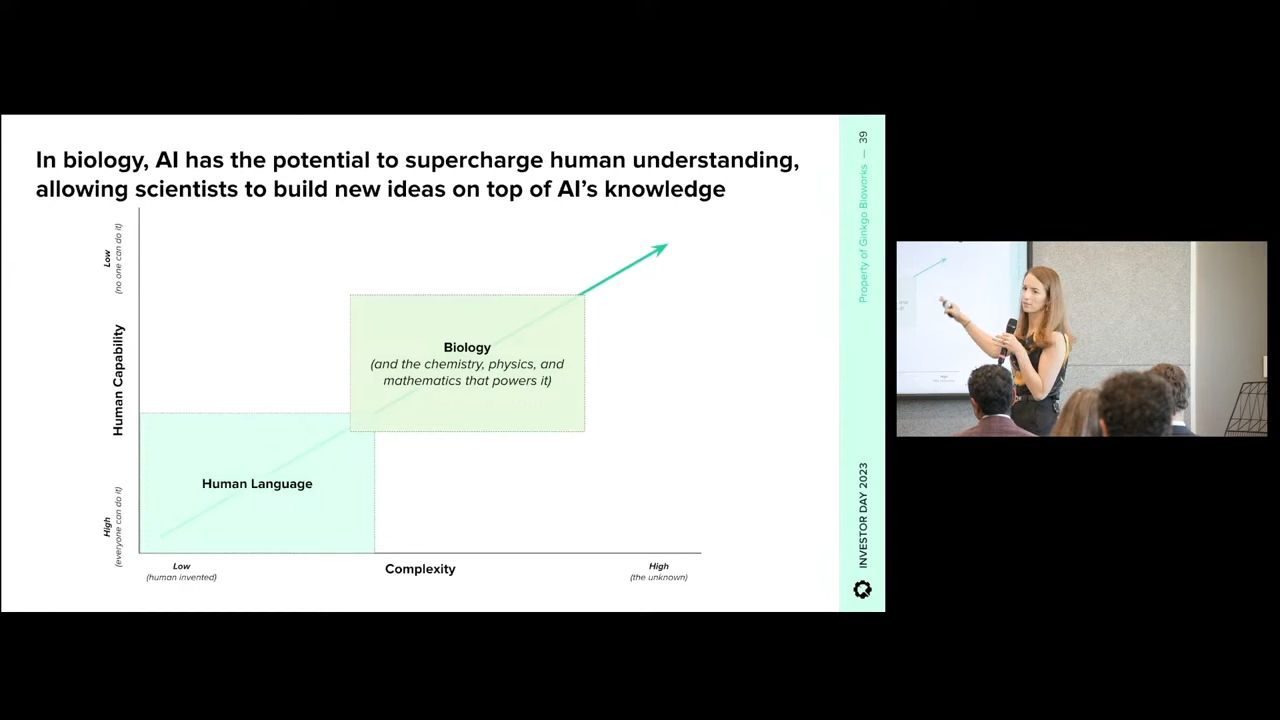 In biology, AI has the potential to supercharge human understanding,
allowing scientists to build new ideas on top of AI's knowledge
Low
(no one can do it)
Human Capability
High
(everyone can do it)
Biology
(and the chemistry, physics, and
mathematics that powers it)
Human Language
Low
(human invented)
Complexity
High
(the unknown)
Property of Ginkgo Bioworks — 39
INVESTOR DAY 2023